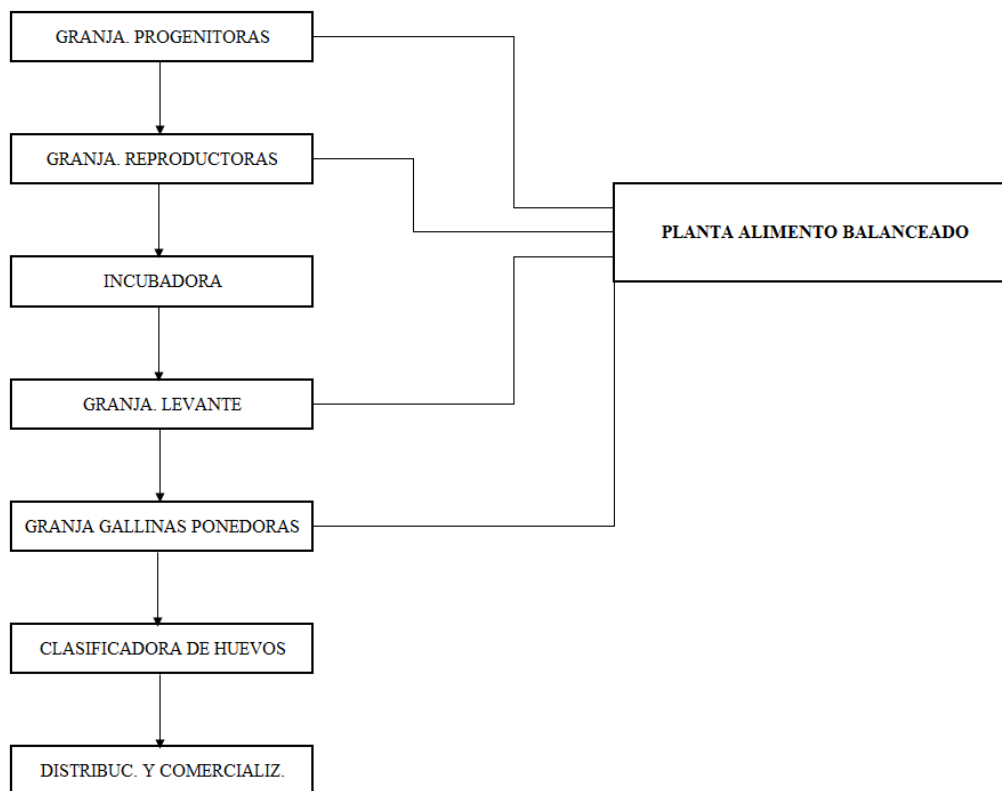 GRANJA. PROGENITORAS
GRANJA. REPRODUCTORAS
PLANTA ALIMENTO BALANCEADO
INCUBADORA
GRANJA. LEVANTE
GRANJA GALLINAS PONEDORAS
CLASIFICADORA DE HUEVOS
DISTRIBUC. Y COMERCIALIZ.